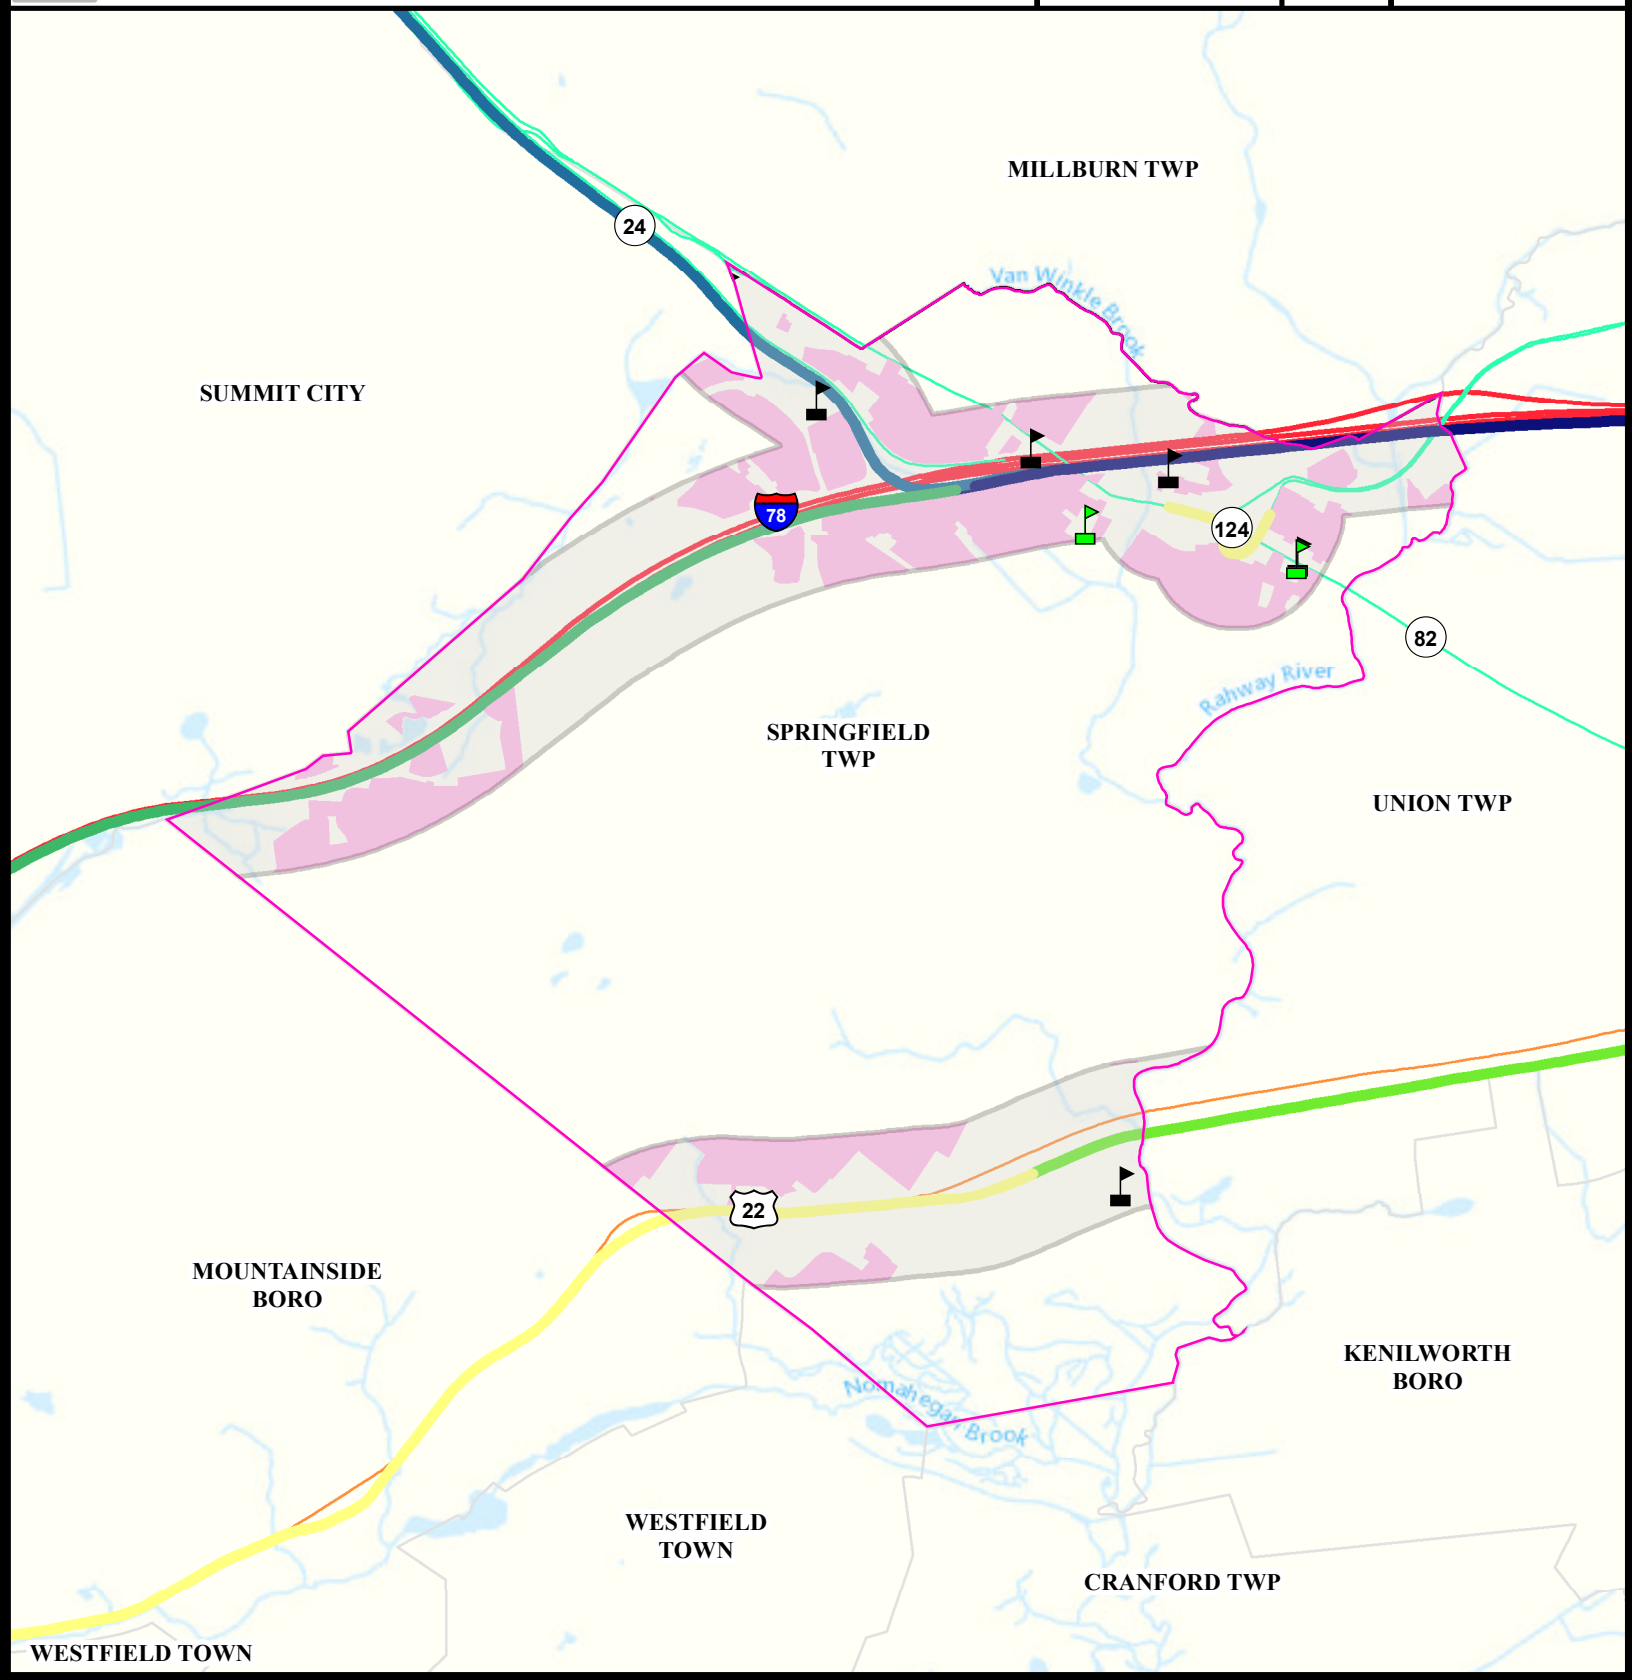 MILLBURN TWP
24
Van Winkle Brook
SUMMIT CITY
78
124
82
Rahway River
SPRINGFIELD
TWP
UNION TWP
22
MOUNTAINSIDE
BORO
KENILWORTH
BORO
Nomahegan Brook
WESTFIELD
TOWN
CRANFORD TWP
WESTFIELD TOWN